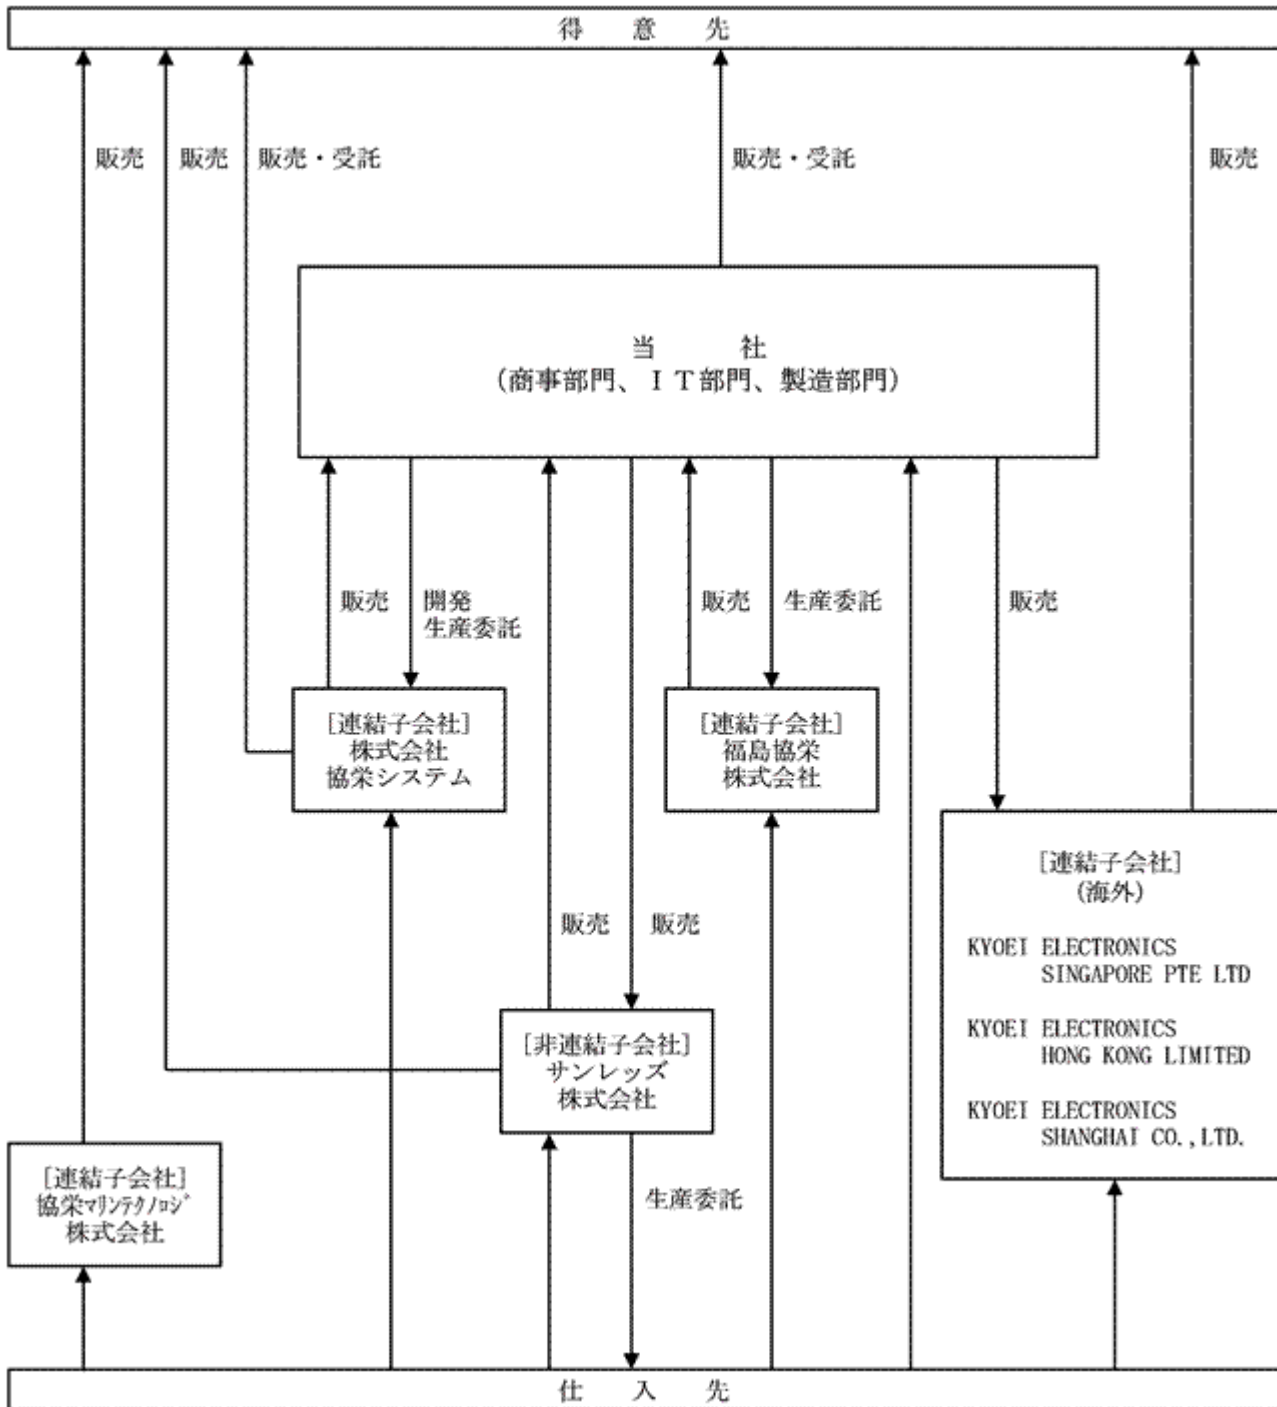 得　意　先
販売
販売
販売・受託
販売・受託
販売
当　　社
(商事部門、ＩＴ部門、製造部門)
販売
開発
生産委託
販売
生産委託
販売
[連結子会社]
株式会社
協栄システム
[連結子会社]
福島協栄
株式会社
[連結子会社]
(海外)
KYOEI ELECTRONICS
SINGAPORE PTE LTD
KYOEI ELECTRONICS
HONG KONG LIMITED
KYOEI ELECTRONICS
SHANGHAI CO.,LTD.
販売
販売
[非連結子会社]
サンレッズ
株式会社
[連結子会社]
協栄ﾏﾘﾝﾃｸﾉﾛｼﾞ
株式会社
生産委託
仕　入　先